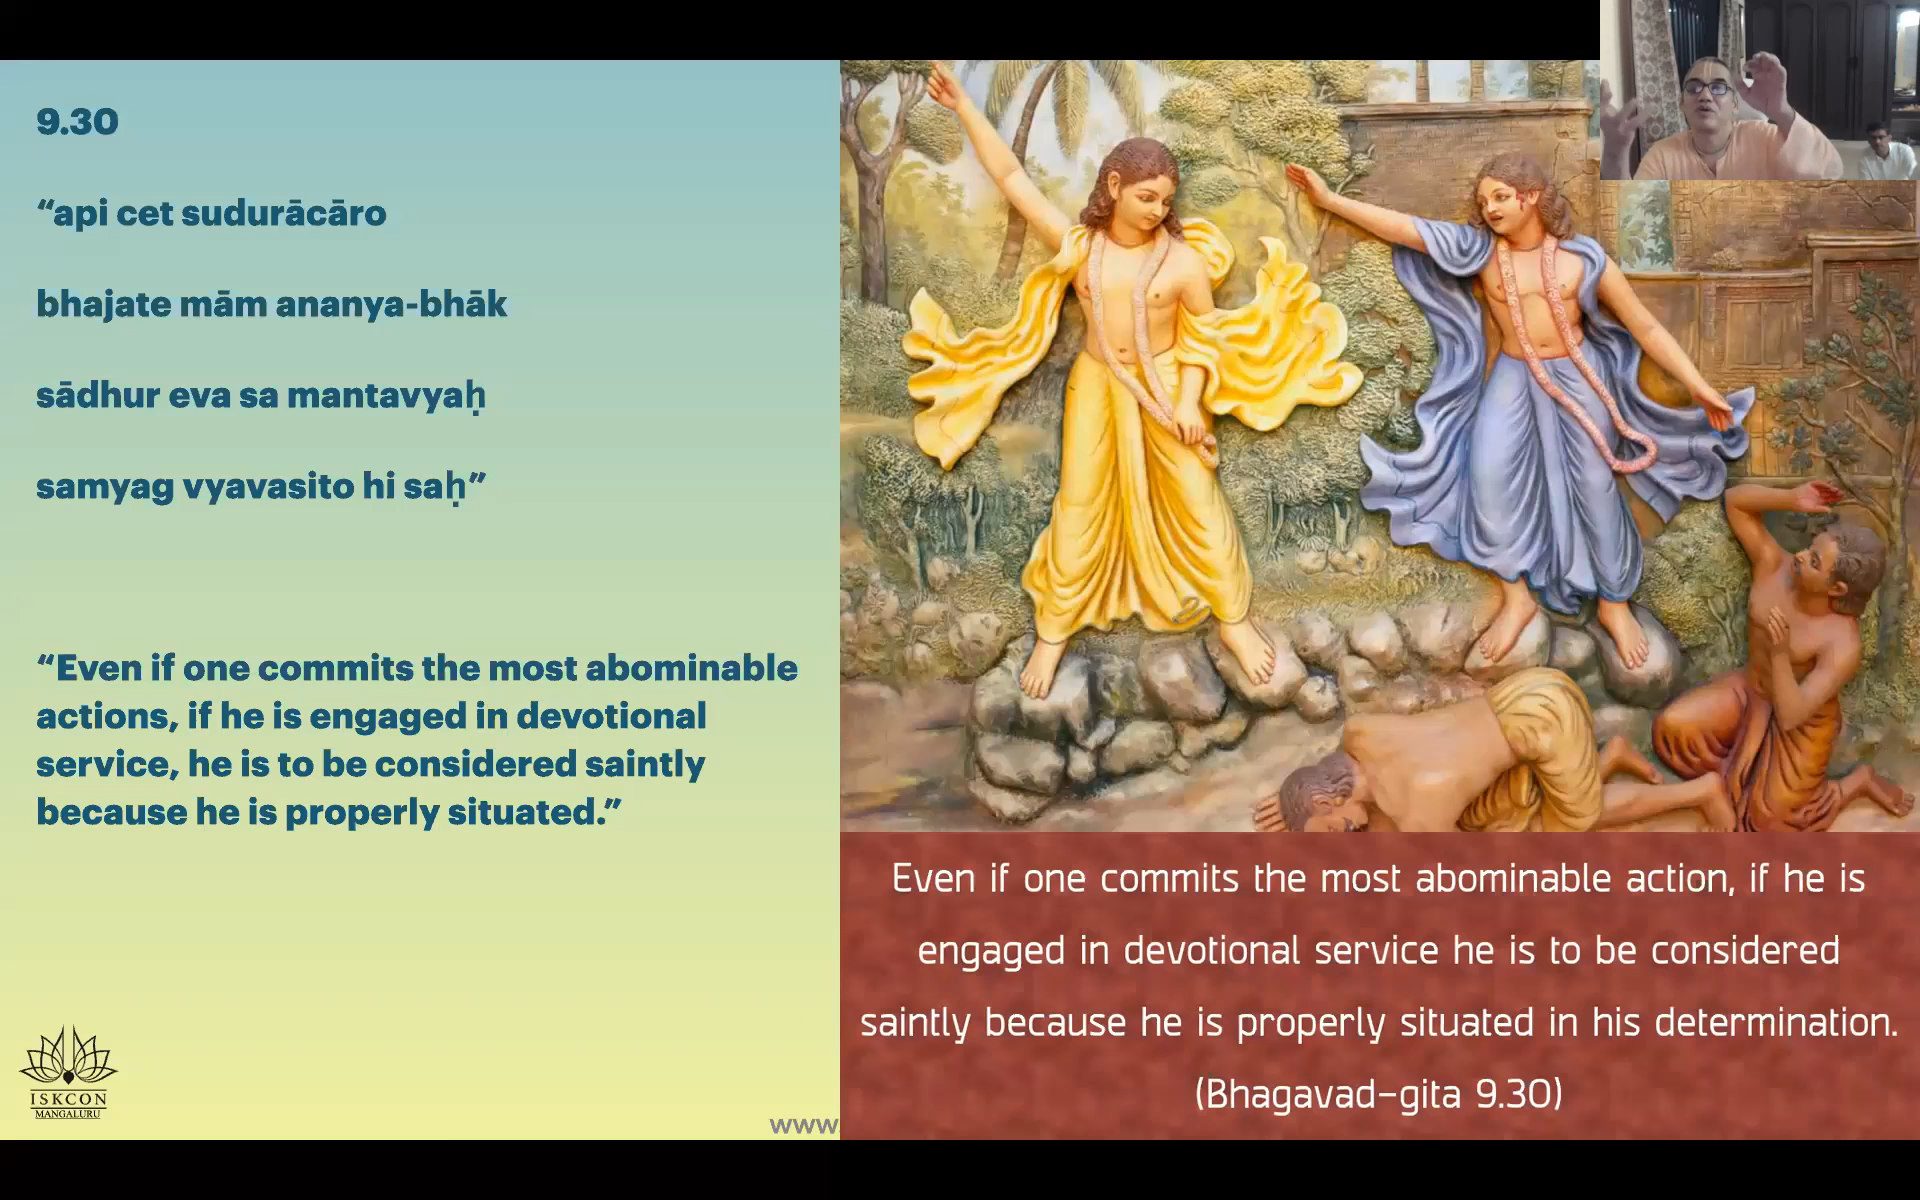 9.30
“api cet sudurācāro
bhajate mām ananya-bhāk
sādhur eva sa mantavyaḥ
samyag vyavasito hi saḥ”
“Even if one commits the most abominable
actions, if he is engaged in devotional
service, he is to be considered saintly
because he is properly situated.”
ISKCON
MANGALURU
www.
Even if one commits the most abominable action, if he is
engaged in devotional service he is to be considered
saintly because he is properly situated in his determination.
(Bhagavad-gita 9.30)